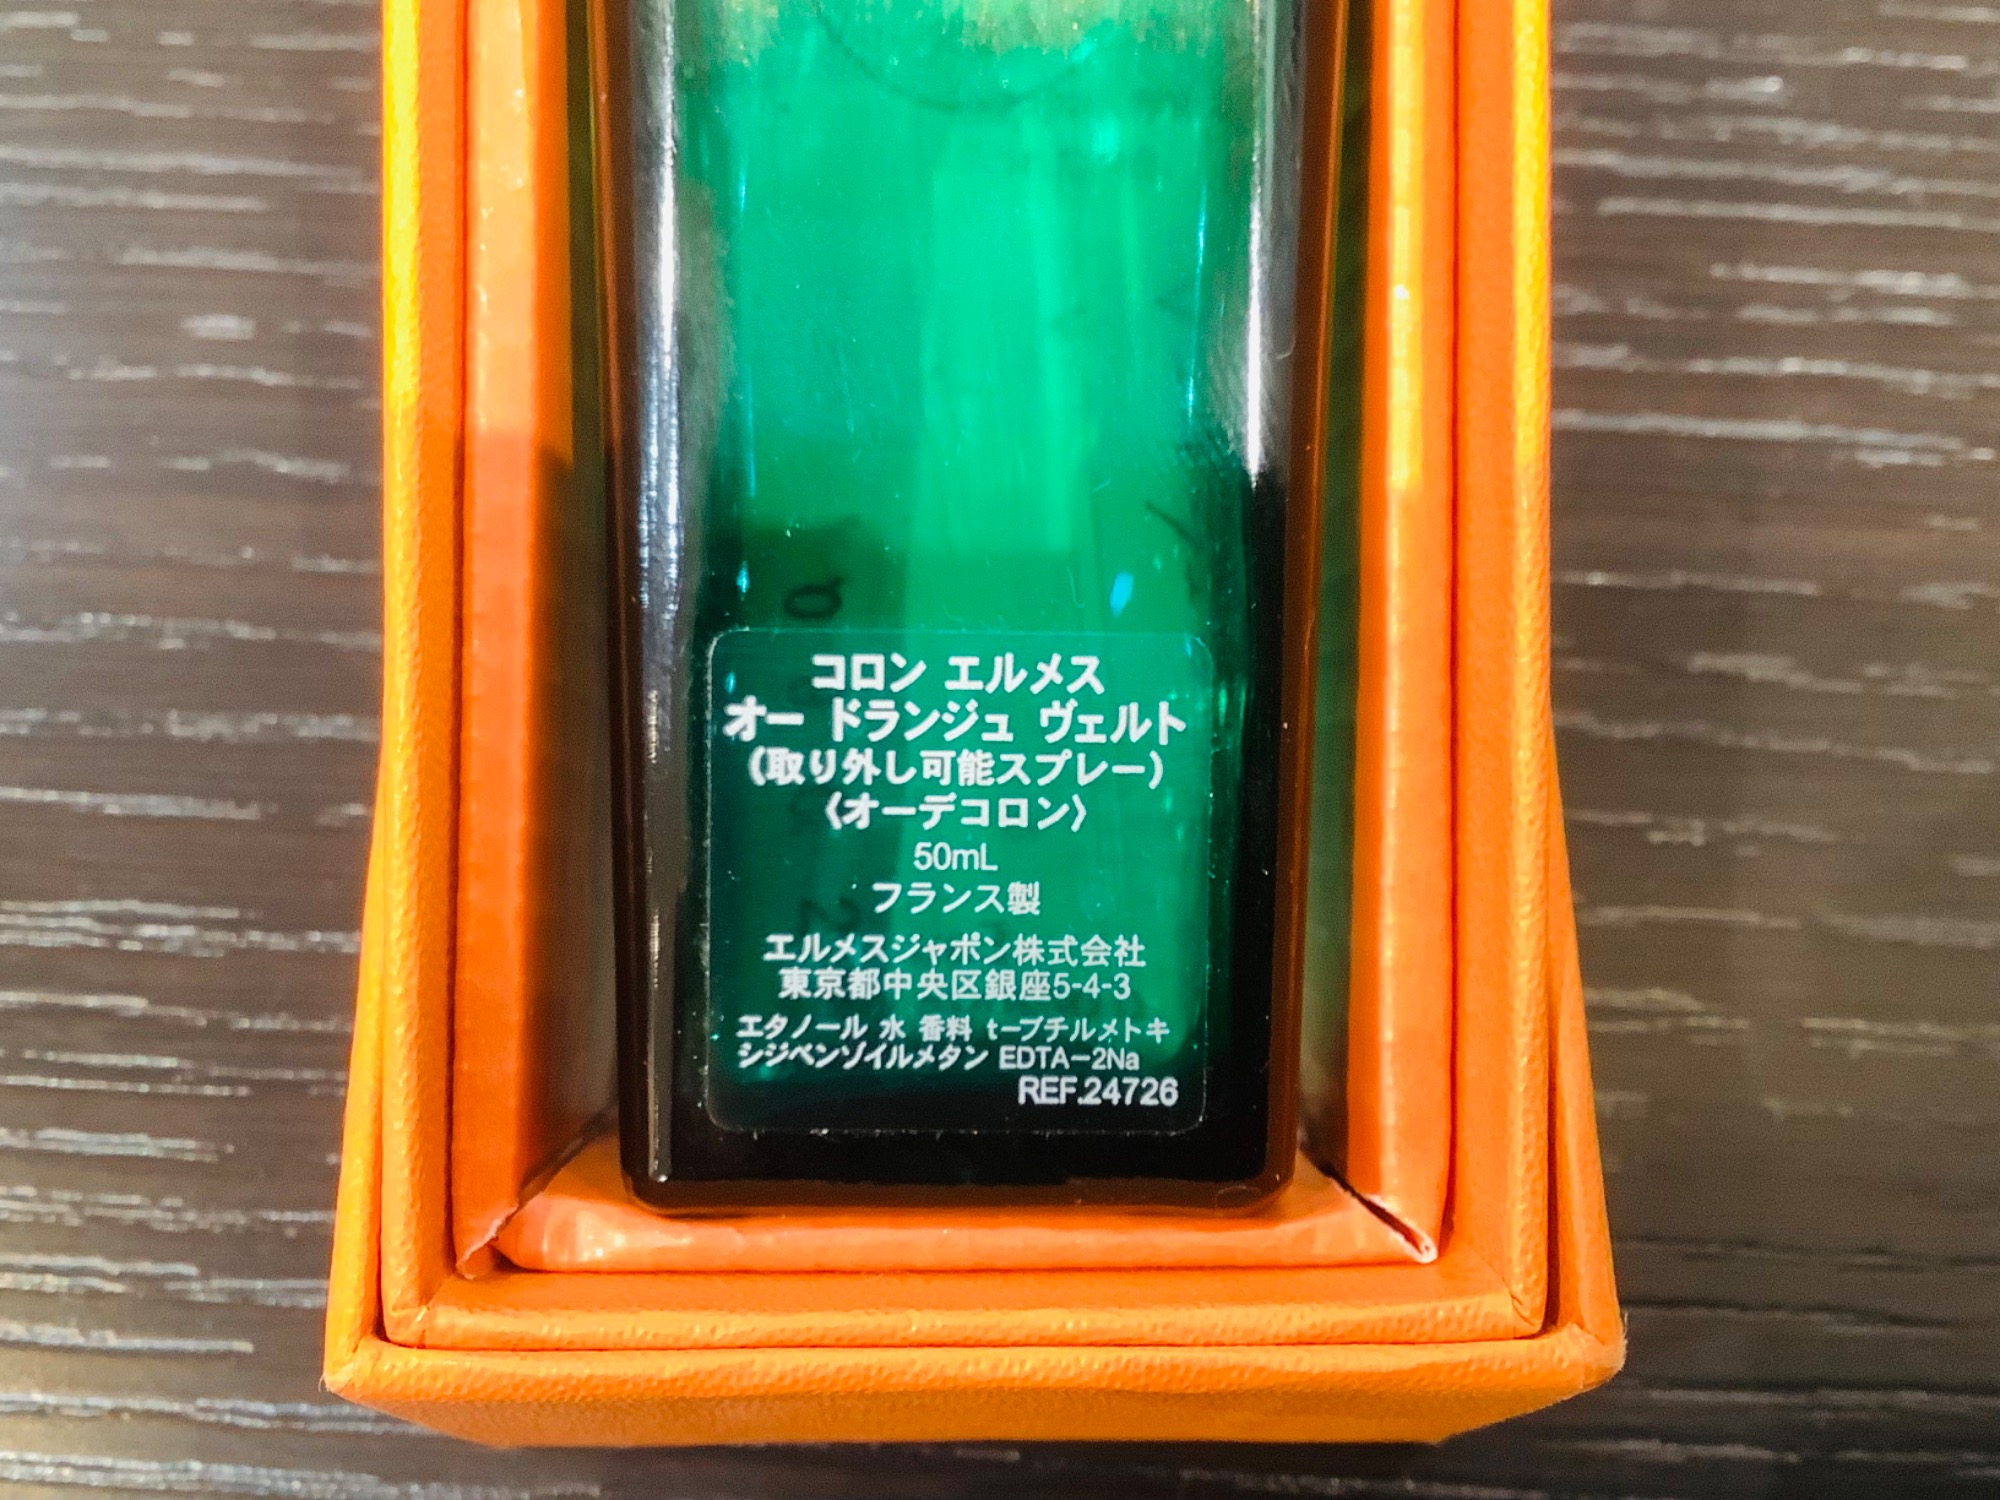 コロン エルメス
オー ドランジュ ヴェルト
(取り外し可能スプレー)
〈オーデコロン〉
50mL
フランス製
エルメスジャポン株式会社
東京都中央区銀座5-4-3
エタノール 水 香料 t－ブチルメトキ
シジベンゾイルメタン EDTA－2Na
REF.24726